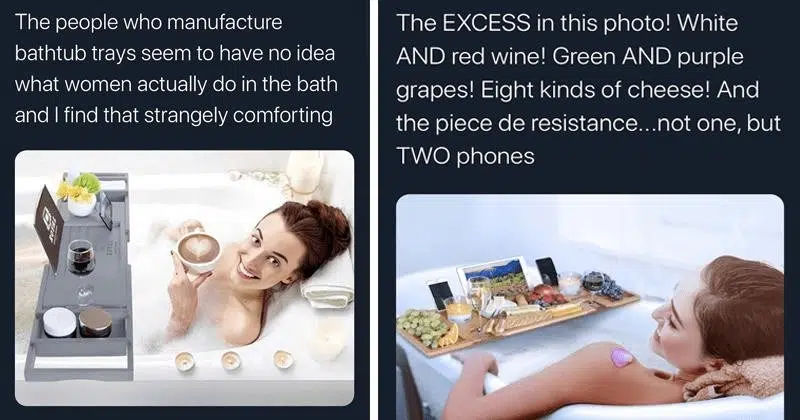 The people who manufacture
bathtub trays seem to have no idea
what women actually do in the bath
and I find that strangely comforting
The EXCESS in this photo! White
AND red wine! Green AND purple
grapes! Eight kinds of cheese! And
the piece de resistance...not one, but
TWO phones